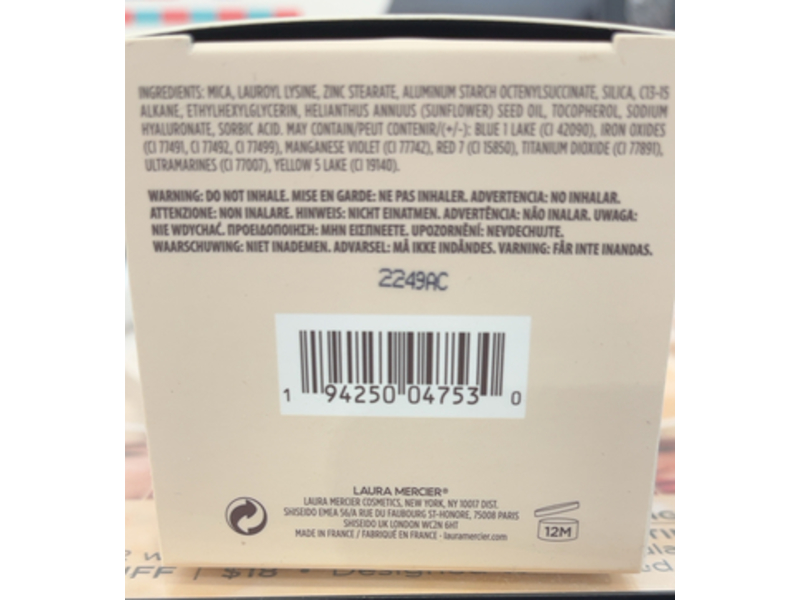 INGREDIENTS: MICA, LAUROYL LYSINE, ZINC STEARATE, ALUMINUM STARCH OCTENYLSUCCINATE, SILICA, C13-15
ALKANE, ETHYLHEXYLGLYCERIN, HELIANTHUS ANNUUS (SUNFLOWER) SEED OIL, TOCOPHEROL, SODIUM
HYALURONATE, SORBIC ACID. MAY CONTAIN/PEUT CONTENIR/(+/-): BLUE 1 LAKE (CI 42090), IRON OXIDES
(CI 77491, CI 77492, CI 77499), MANGANESE VIOLET (CI 77742), RED 7 (CI 15850), TITANIUM DIOXIDE (CI 77891),
ULTRAMARINES (CI 77007), YELLOW 5 LAKE (CI 19140).
WARNING: DO NOT INHALE. MISE EN GARDE: NE PAS INHALER. ADVERTENCIA: NO INHALAR.
ATTENZIONE: NON INALARE. HINWEIS: NICHT EINATMEN. ADVERTÊNCIA: NÃO INALAR. UWAGA:
NIE WDYCHAĆ. ΠΡΟΕΙΔΟΠΟΙΗΣΗ: ΜΗΝ ΕΙΣΠΝΕΕΤΕ. UPOZORNĚNÍ: NEVDECHUJTE.
WAARSCHUWING: NIET INADEMEN. ADVARSEL: MÅ IKKE INDÅNDES. VARNING: FÅR INTE INANDAS.
2249AC
1 94250 04753 0
LAURA MERCIER®
LAURA MERCIER COSMETICS, NEW YORK, NY 10017 DIST.
SHISEIDO EMEA 56/A RUE DU FAUBOURG ST-HONORE, 75008 PARIS
SHISEIDO UK LONDON WC2N 6HT
MADE IN FRANCE / FABRIQUÉ EN FRANCE - lauramercier.com
12M
$18